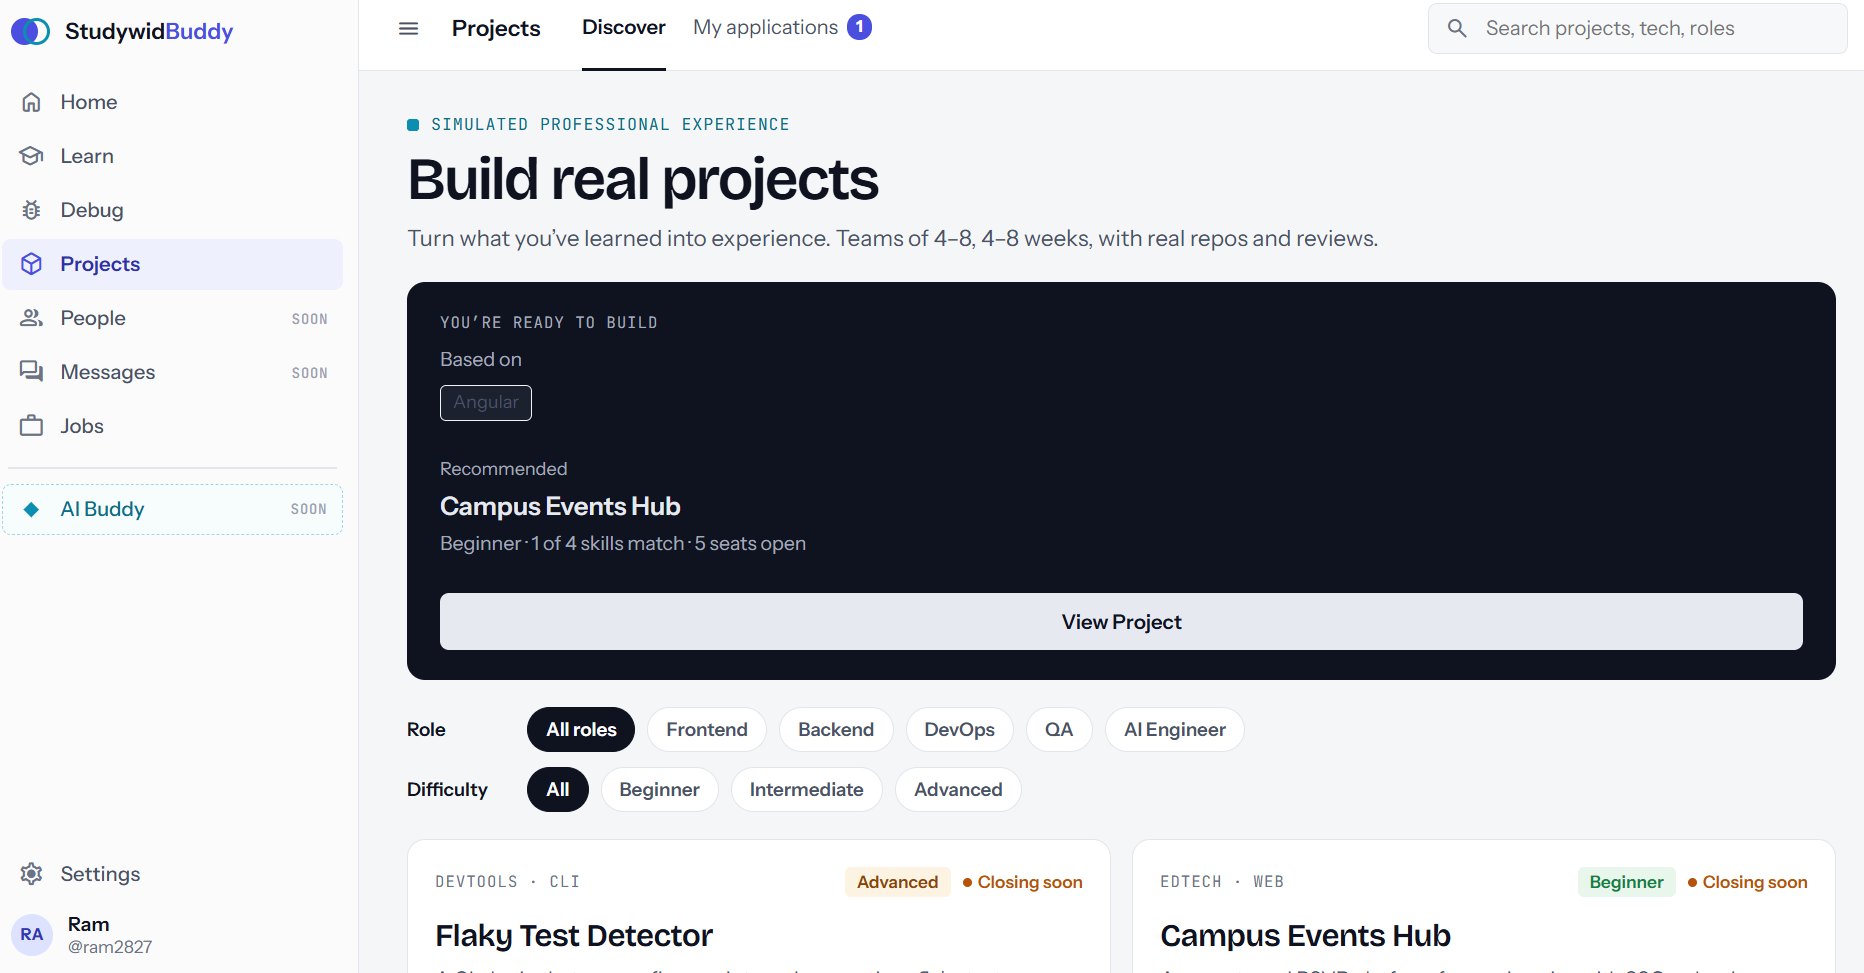 StudywidBuddy
Home
Learn
Debug
Projects
People SOON
Messages SOON
Jobs
AI Buddy SOON
Settings
RA
Ram
@ram2827
Projects Discover My applications 1
Search projects, tech, roles
SIMULATED PROFESSIONAL EXPERIENCE
Build real projects
Turn what you’ve learned into experience. Teams of 4–8, 4–8 weeks, with real repos and reviews.
YOU’RE READY TO BUILD
Based on
Angular
Recommended
Campus Events Hub
Beginner · 1 of 4 skills match · 5 seats open
View Project
Role All roles Frontend Backend DevOps QA AI Engineer
Difficulty All Beginner Intermediate Advanced
DEVTOOLS · CLI Advanced Closing soon
Flaky Test Detector
EDTECH · WEB Beginner Closing soon
Campus Events Hub